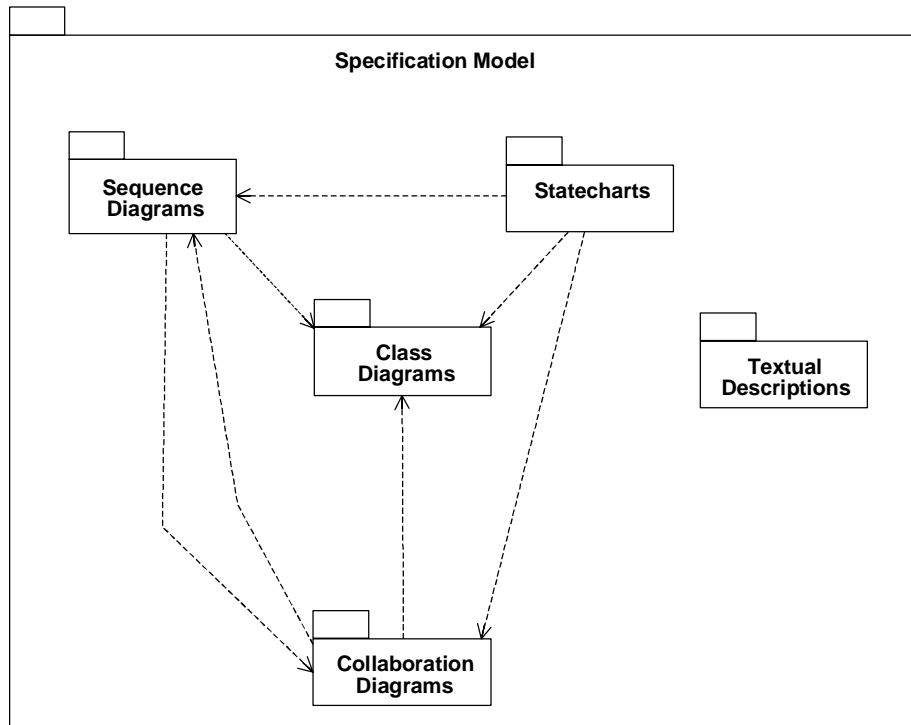 Specification Model
Sequence
Diagrams
Statecharts
Class
Diagrams
Textual
Descriptions
Collaboration
Diagrams